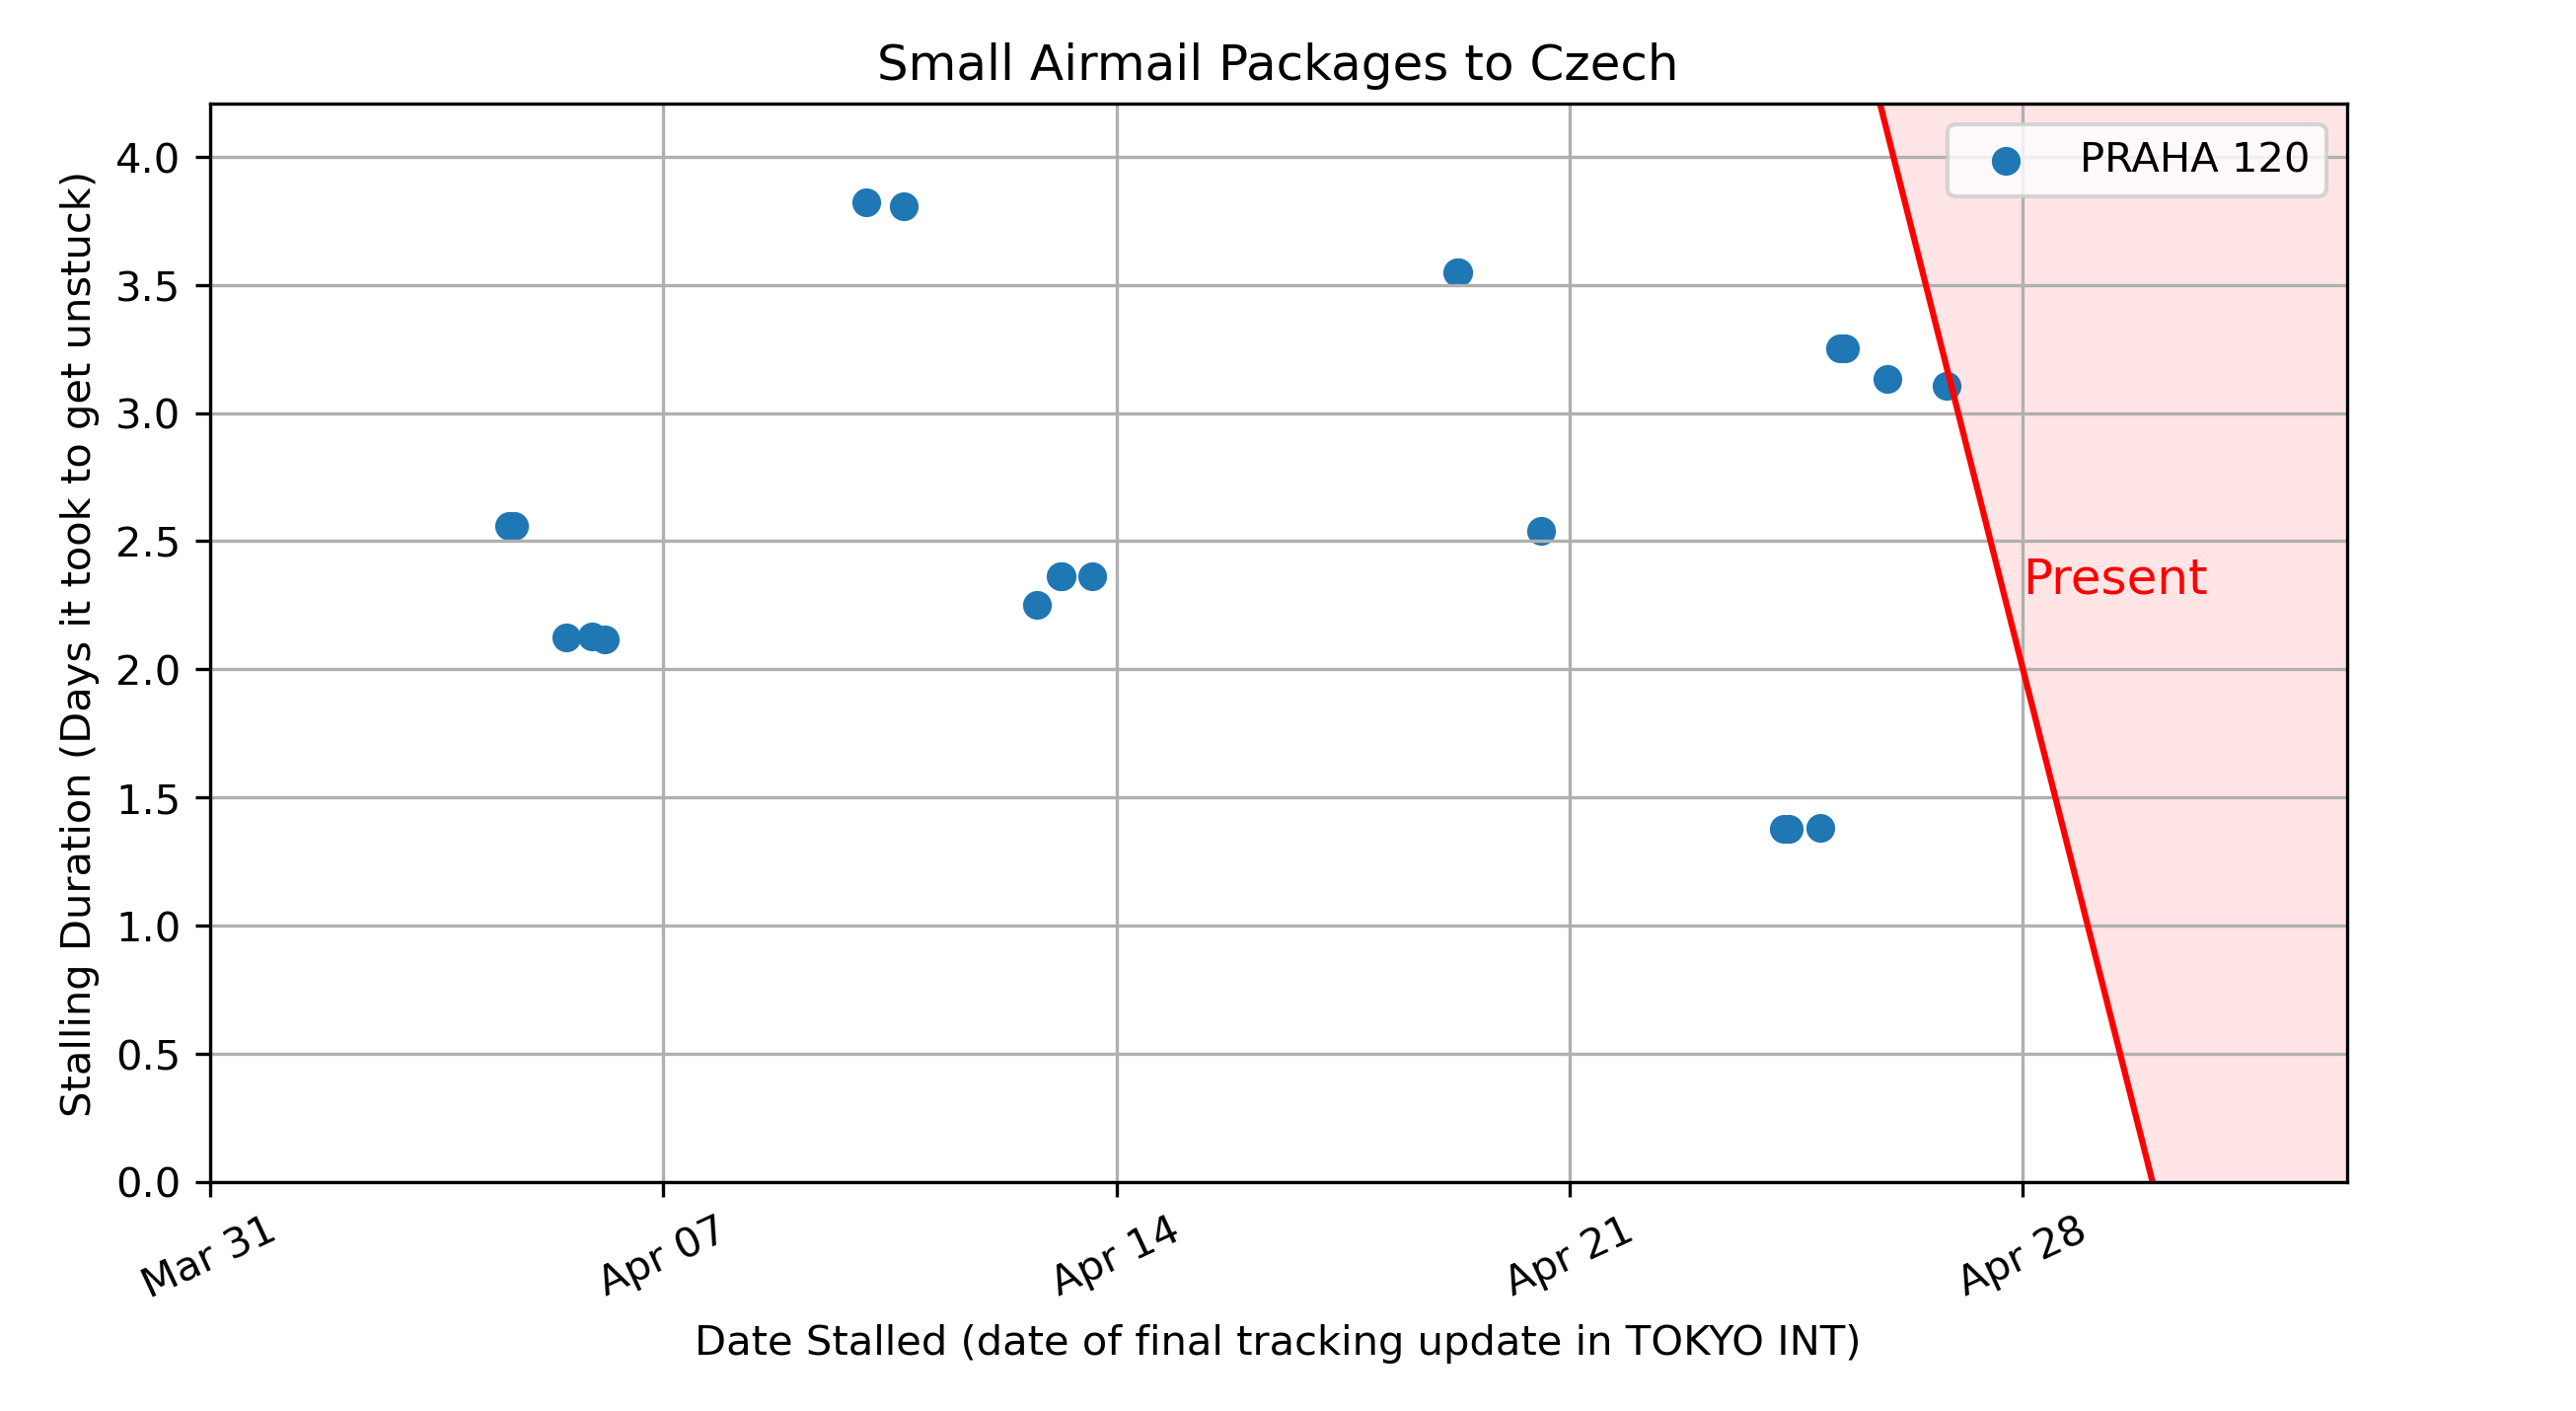 Small Airmail Packages to Czech
PRAHA 120
Present
Stalling Duration (Days it took to get unstuck)
4.0
3.5
3.0
2.5
2.0
1.5
1.0
0.5
0.0
Mar 31
Apr 07
Apr 14
Apr 21
Apr 28
Date Stalled (date of final tracking update in TOKYO INT)